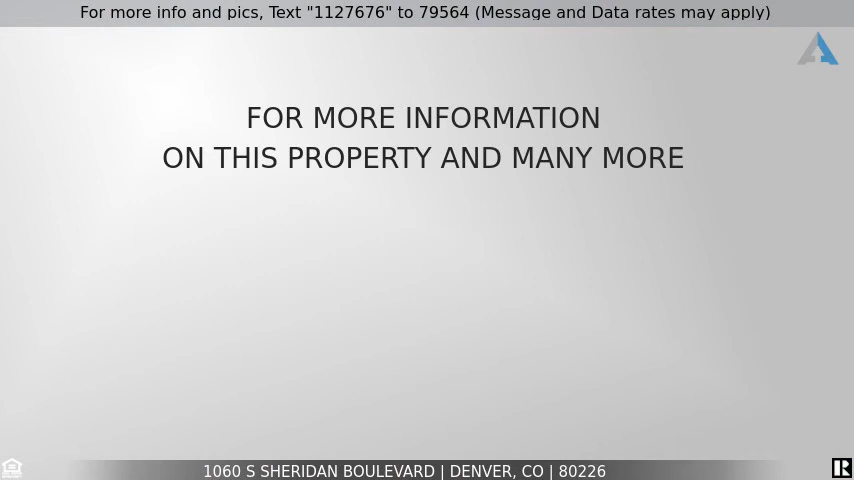 For more info and pics, Text "1127676" to 79564 (Message and Data rates may apply)
FOR MORE INFORMATION
ON THIS PROPERTY AND MANY MORE
1060 S SHERIDAN BOULEVARD | DENVER, CO | 80226